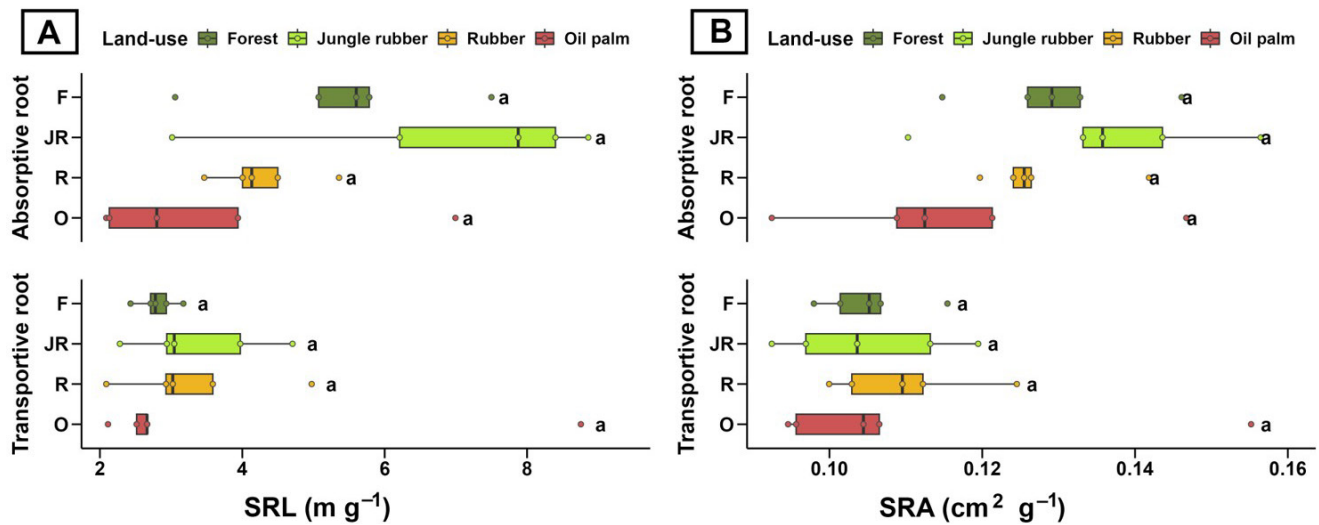 A
Land-use Forest Jungle rubber Rubber Oil palm
Absorptive root
F a
JR a
R a
O a
Transportive root
F a
JR a
R a
O a
2 4 6 8
SRL (m g⁻¹)
B
Land-use Forest Jungle rubber Rubber Oil palm
Absorptive root
F a
JR a
R a
O a
Transportive root
F a
JR a
R a
O a
0.10 0.12 0.14 0.16
SRA (cm² g⁻¹)